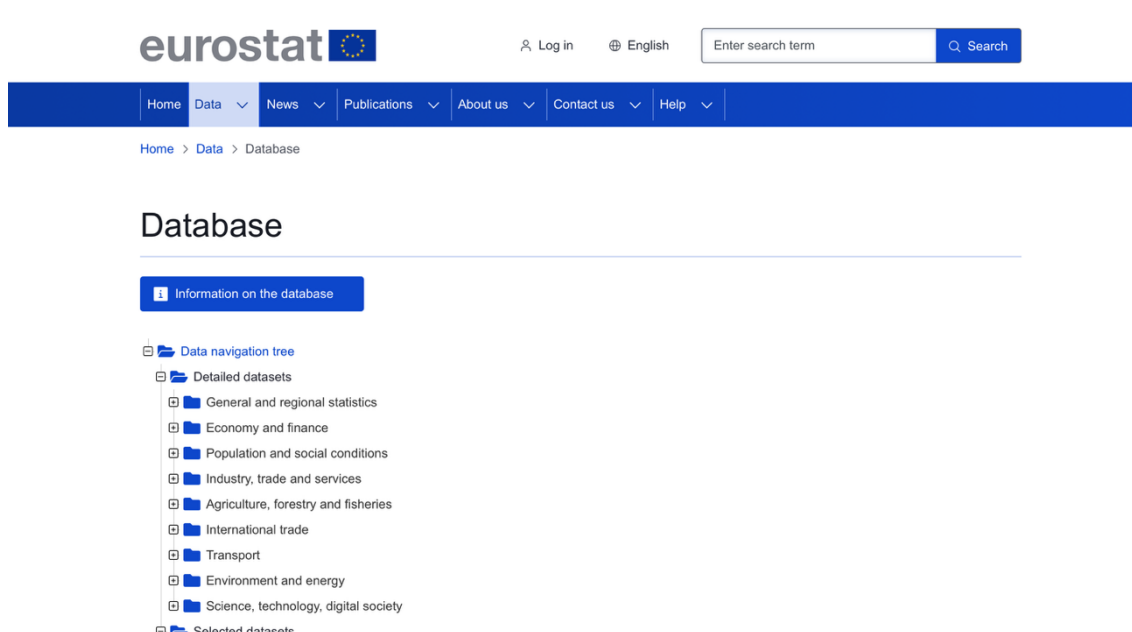 eurostat
Log in English Enter search term Search
Home Data News Publications About us Contact us Help
Home > Data > Database
Database
i Information on the database
Data navigation tree
Detailed datasets
General and regional statistics
Economy and finance
Population and social conditions
Industry, trade and services
Agriculture, forestry and fisheries
International trade
Transport
Environment and energy
Science, technology, digital society
Selected datasets